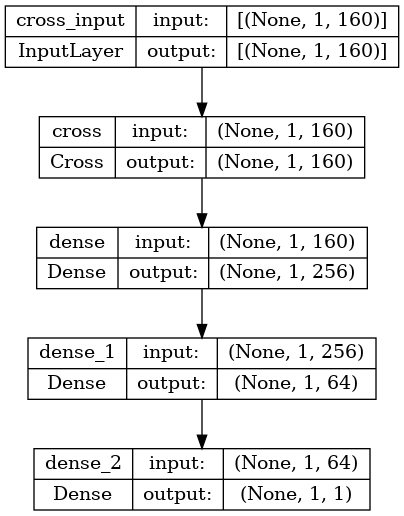 cross_input input: [(None, 1, 160)]
InputLayer output: [(None, 1, 160)]
cross input: (None, 1, 160)
Cross output: (None, 1, 160)
dense input: (None, 1, 160)
Dense output: (None, 1, 256)
dense_1 input: (None, 1, 256)
Dense output: (None, 1, 64)
dense_2 input: (None, 1, 64)
Dense output: (None, 1, 1)